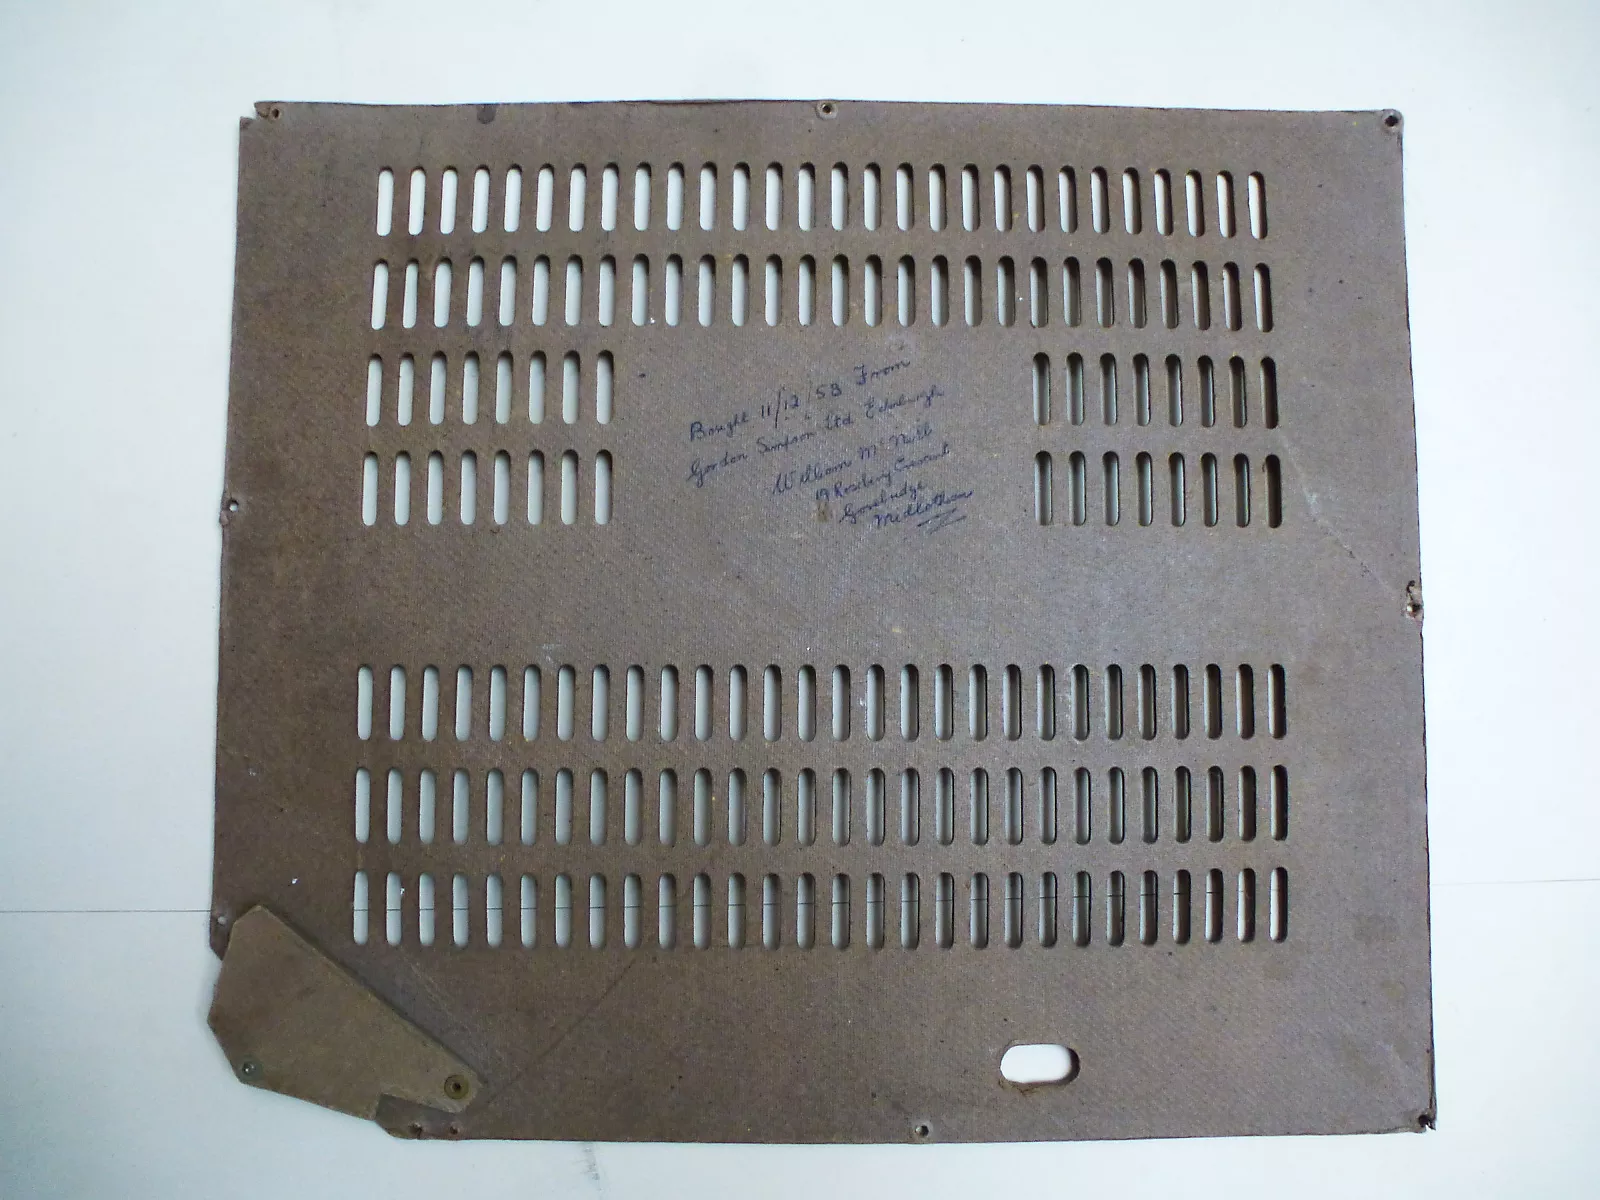 Bought 11/12/58 From
Gordon Simpson Ltd Edinburgh
William McNeill
19 Rosebery Crescent
Gorebridge
Midlothian